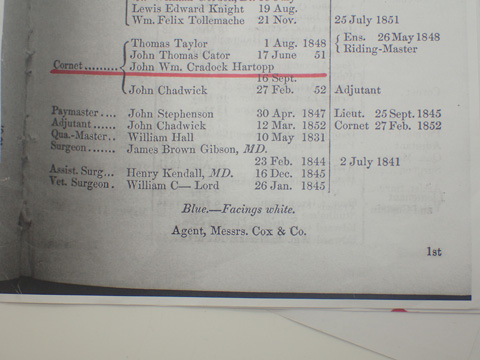 Lewis Edward Knight 19 Aug.
Wm. Felix Tollemache 21 Nov. 25 July 1851
Thomas Taylor 1 Aug. 1848 { Ens. 26 May 1848
John Thomas Cator 17 June 51 Riding-Master
Cornet ......... John Wm. Cradock Hartopp
16 Sept.
John Chadwick 27 Feb. 52 Adjutant
Paymaster .... John Stephenson 30 Apr. 1847 Lieut. 25 Sept. 1845
Adjutant ...... John Chadwick 12 Mar. 1852 Cornet 27 Feb. 1852
Qua.-Master.. William Hall 10 May 1831
Surgeon ....... James Brown Gibson, MD.
23 Feb. 1844 2 July 1841
Assist. Surg... Henry Kendall, MD. 16 Dec. 1845
Vet. Surgeon. William C— Lord 26 Jan. 1845
Blue.—Facings white.
Agent, Messrs. Cox & Co.
1st